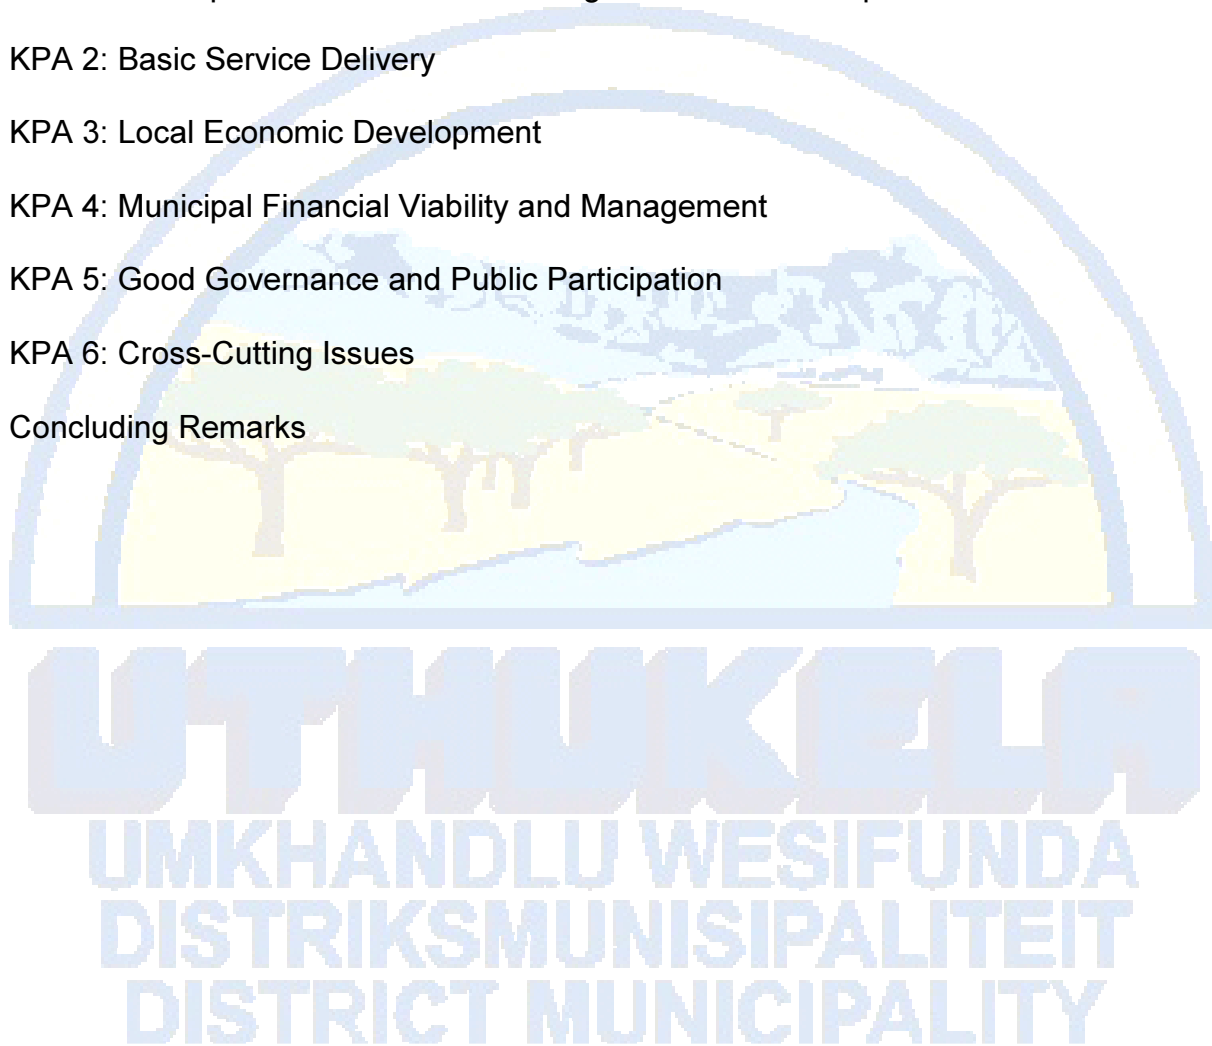 KPA 2: Basic Service Delivery
KPA 3: Local Economic Development
KPA 4: Municipal Financial Viability and Management
KPA 5: Good Governance and Public Participation
KPA 6: Cross-Cutting Issues
Concluding Remarks
UTHUKELA
UMKHANDLU WESIFUNDA
DISTRIKSMUNISIPALITEIT
DISTRICT MUNICIPALITY